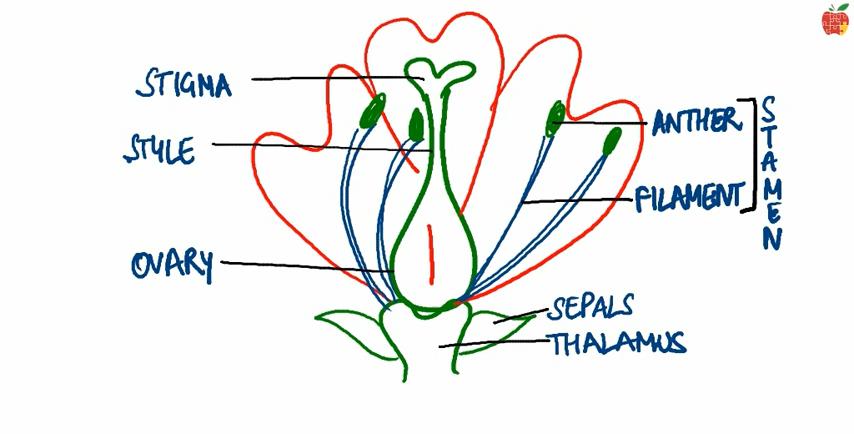 STIGMA
STYLE
OVARY
ANTHER
FILAMENT
STAMEN
SEPALS
THALAMUS